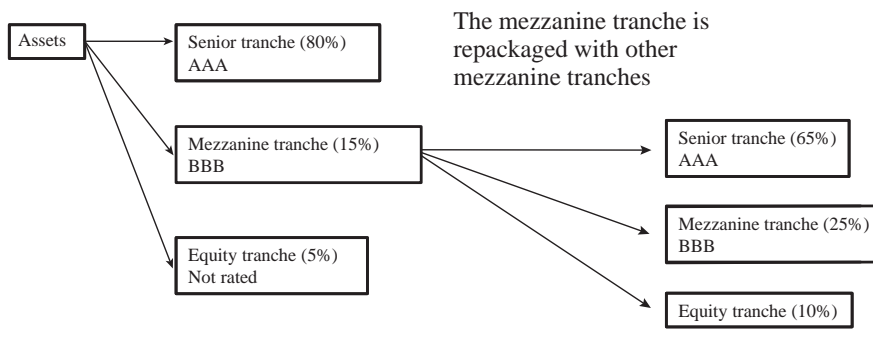 Assets
Senior tranche (80%)
AAA
The mezzanine tranche is
repackaged with other
mezzanine tranches
Mezzanine tranche (15%)
BBB
Senior tranche (65%)
AAA
Equity tranche (5%)
Not rated
Mezzanine tranche (25%)
BBB
Equity tranche (10%)